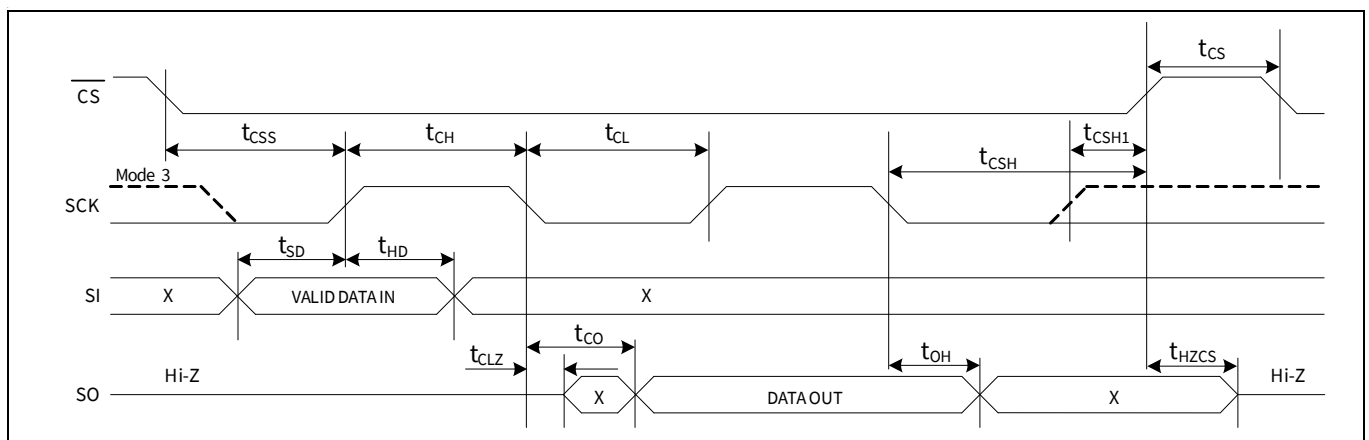 tCS
CS
tCSS
tCH
tCL
tCSH
tCSH1
Mode 3
SCK
tSD
tHD
SI
X
VALID DATA IN
X
tCLZ
tCO
tOH
tHZCS
Hi-Z
Hi-Z
SO
X
DATA OUT
X